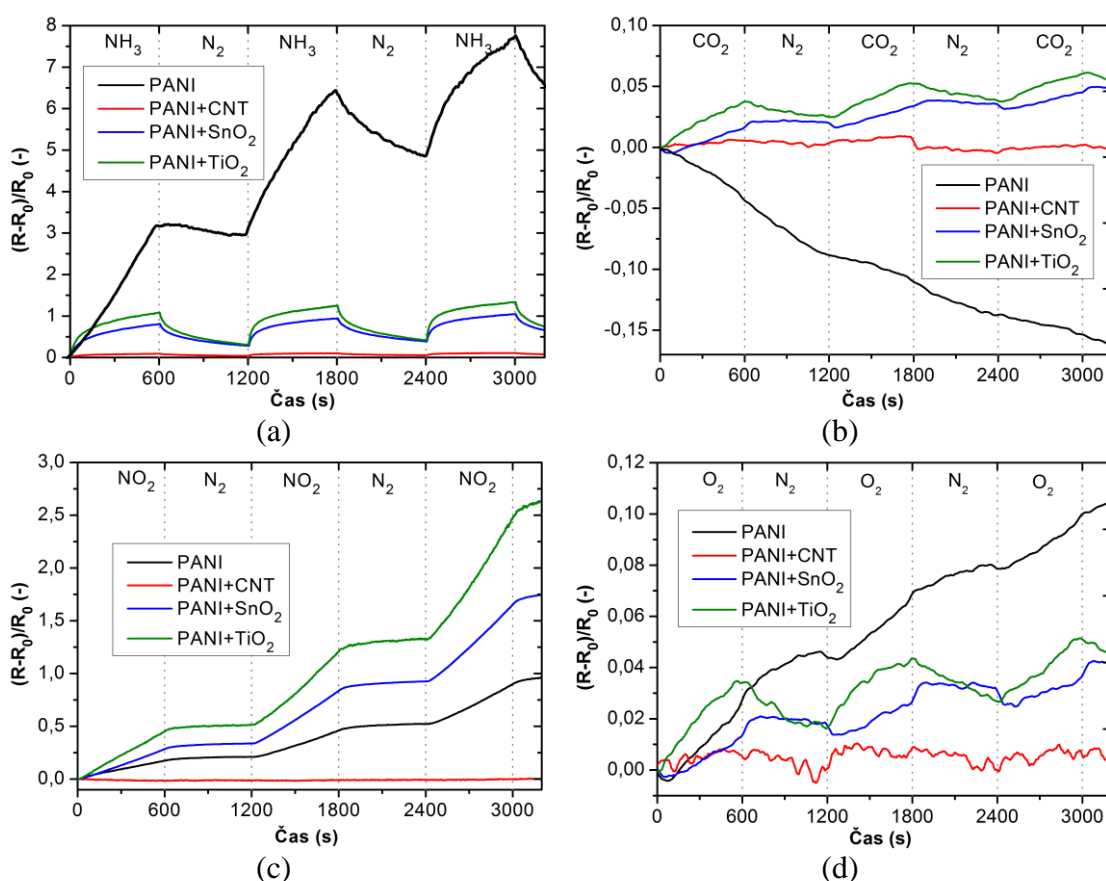 8
7
6
5
4
3
2
1
0
(R-R₀)/R₀ (-)
NH₃ N₂ NH₃ N₂ NH₃
PANI
PANI+CNT
PANI+SnO₂
PANI+TiO₂
0 600 1200 1800 2400 3000
Čas (s)
(a)
0,10
0,05
0,00
-0,05
-0,10
-0,15
(R-R₀)/R₀ (-)
CO₂ N₂ CO₂ N₂ CO₂
PANI
PANI+CNT
PANI+SnO₂
PANI+TiO₂
0 600 1200 1800 2400 3000
Čas (s)
(b)
3,0
2,5
2,0
1,5
1,0
0,5
0,0
(R-R₀)/R₀ (-)
NO₂ N₂ NO₂ N₂ NO₂
PANI
PANI+CNT
PANI+SnO₂
PANI+TiO₂
0 600 1200 1800 2400 3000
Čas (s)
(c)
0,12
0,10
0,08
0,06
0,04
0,02
0,00
(R-R₀)/R₀ (-)
O₂ N₂ O₂ N₂ O₂
PANI
PANI+CNT
PANI+SnO₂
PANI+TiO₂
0 600 1200 1800 2400 3000
Čas (s)
(d)